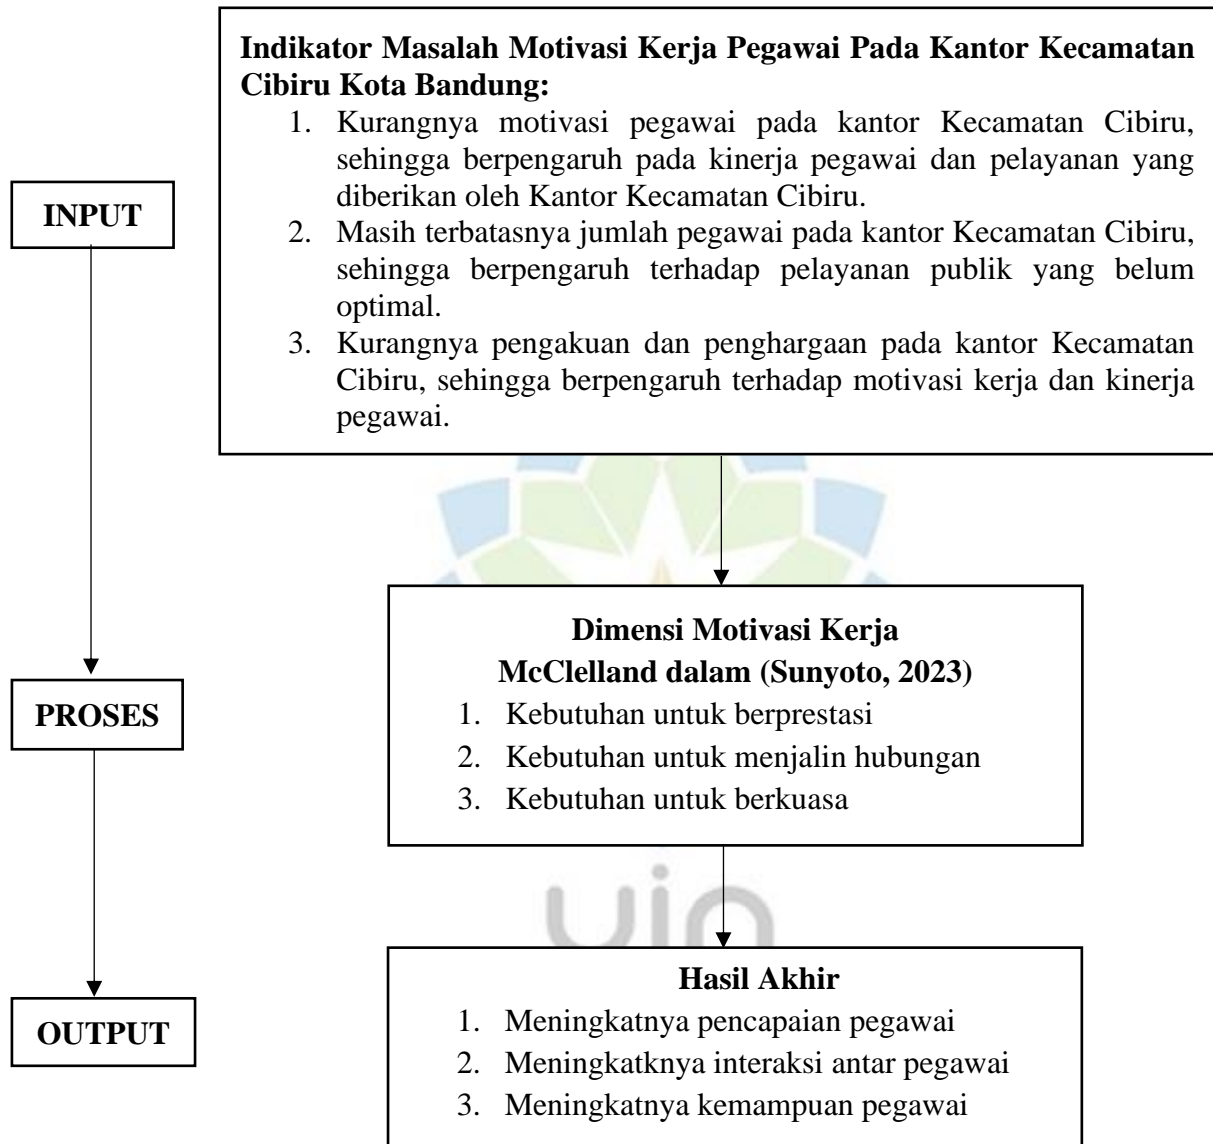 Indikator Masalah Motivasi Kerja Pegawai Pada Kantor Kecamatan
Cibiru Kota Bandung:
1. Kurangnya motivasi pegawai pada kantor Kecamatan Cibiru,
sehingga berpengaruh pada kinerja pegawai dan pelayanan yang
diberikan oleh Kantor Kecamatan Cibiru.
2. Masih terbatasnya jumlah pegawai pada kantor Kecamatan Cibiru,
sehingga berpengaruh terhadap pelayanan publik yang belum
optimal.
3. Kurangnya pengakuan dan penghargaan pada kantor Kecamatan
Cibiru, sehingga berpengaruh terhadap motivasi kerja dan kinerja
pegawai.
INPUT
Dimensi Motivasi Kerja
McClelland dalam (Sunyoto, 2023)
1. Kebutuhan untuk berprestasi
2. Kebutuhan untuk menjalin hubungan
3. Kebutuhan untuk berkuasa
PROSES
uin
Hasil Akhir
1. Meningkatnya pencapaian pegawai
2. Meningkatknya interaksi antar pegawai
3. Meningkatnya kemampuan pegawai
OUTPUT